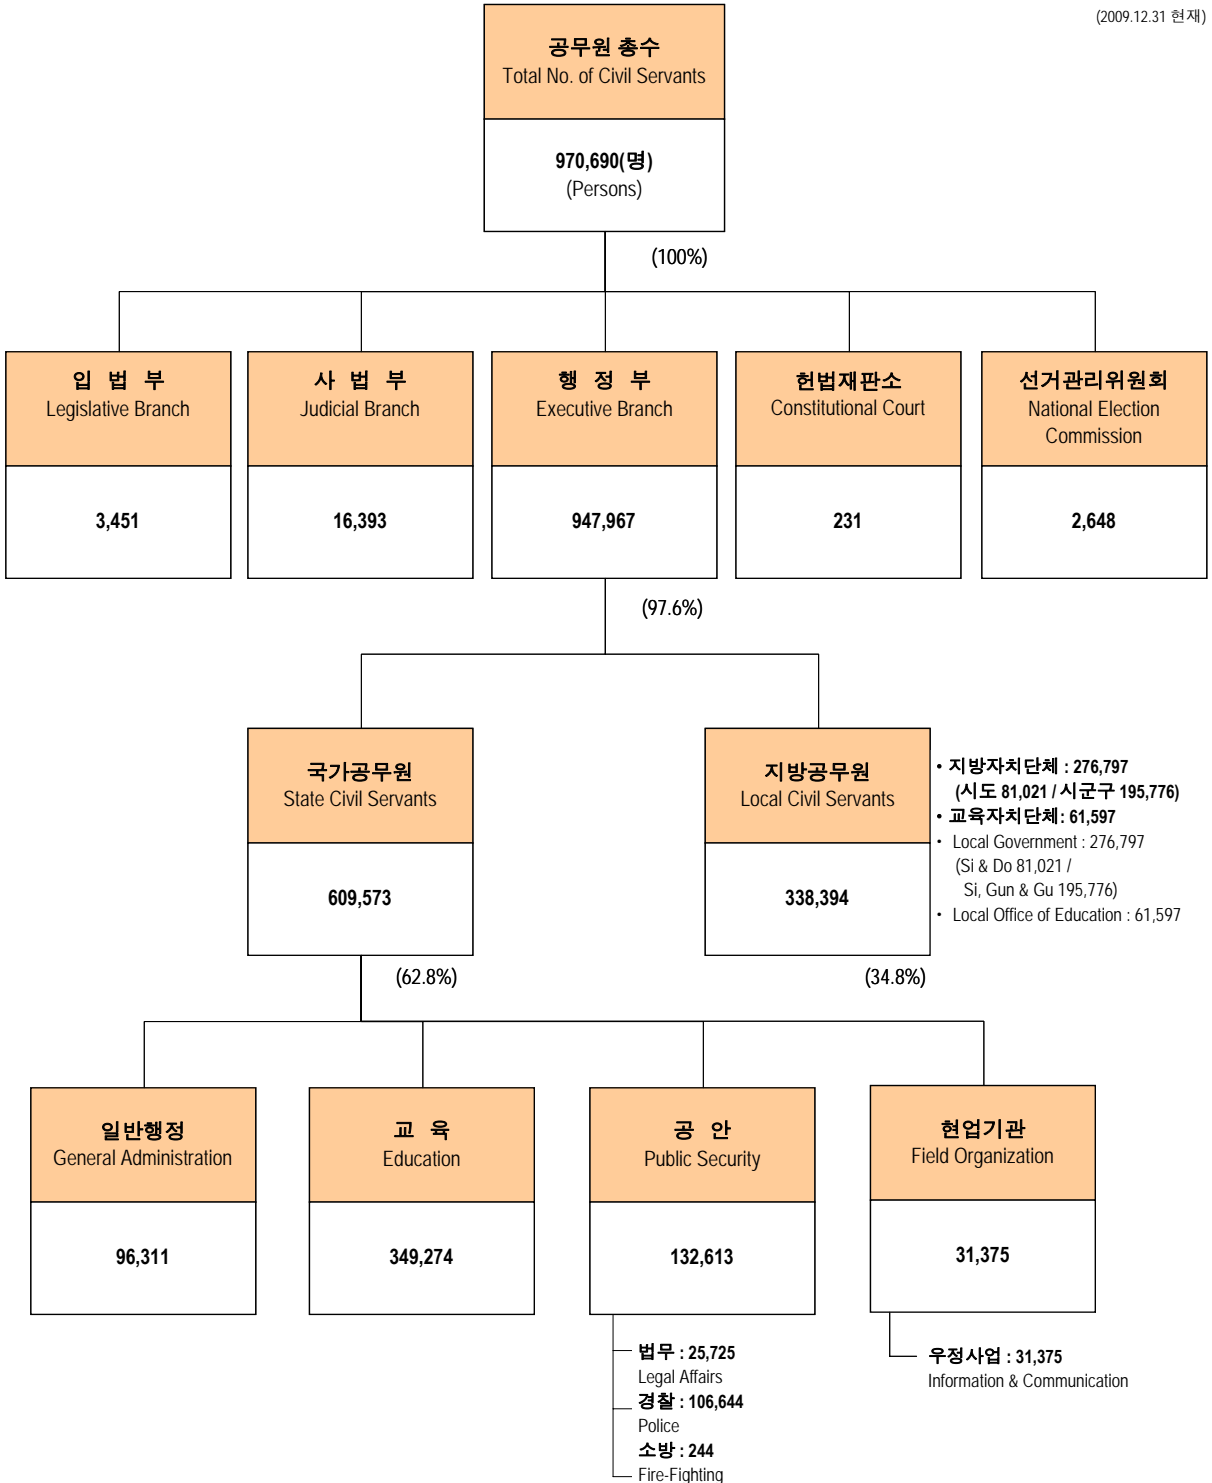 (2009.12.31 현재)
공무원 총수
Total No. of Civil Servants
970,690(명)
(Persons)
(100%)
입 법 부
Legislative Branch
3,451
사 법 부
Judicial Branch
16,393
행 정 부
Executive Branch
947,967
헌법재판소
Constitutional Court
231
선거관리위원회
National Election
Commission
2,648
(97.6%)
국가공무원
State Civil Servants
609,573
(62.8%)
지방공무원
Local Civil Servants
338,394
(34.8%)
• 지방자치단체 : 276,797
(시도 81,021 / 시군구 195,776)
• 교육자치단체: 61,597
• Local Government : 276,797
(Si & Do 81,021 /
Si, Gun & Gu 195,776)
• Local Office of Education : 61,597
일반행정
General Administration
96,311
교 육
Education
349,274
공 안
Public Security
132,613
현업기관
Field Organization
31,375
법무 : 25,725
Legal Affairs
경찰 : 106,644
Police
소방 : 244
Fire-Fighting
우정사업 : 31,375
Information & Communication